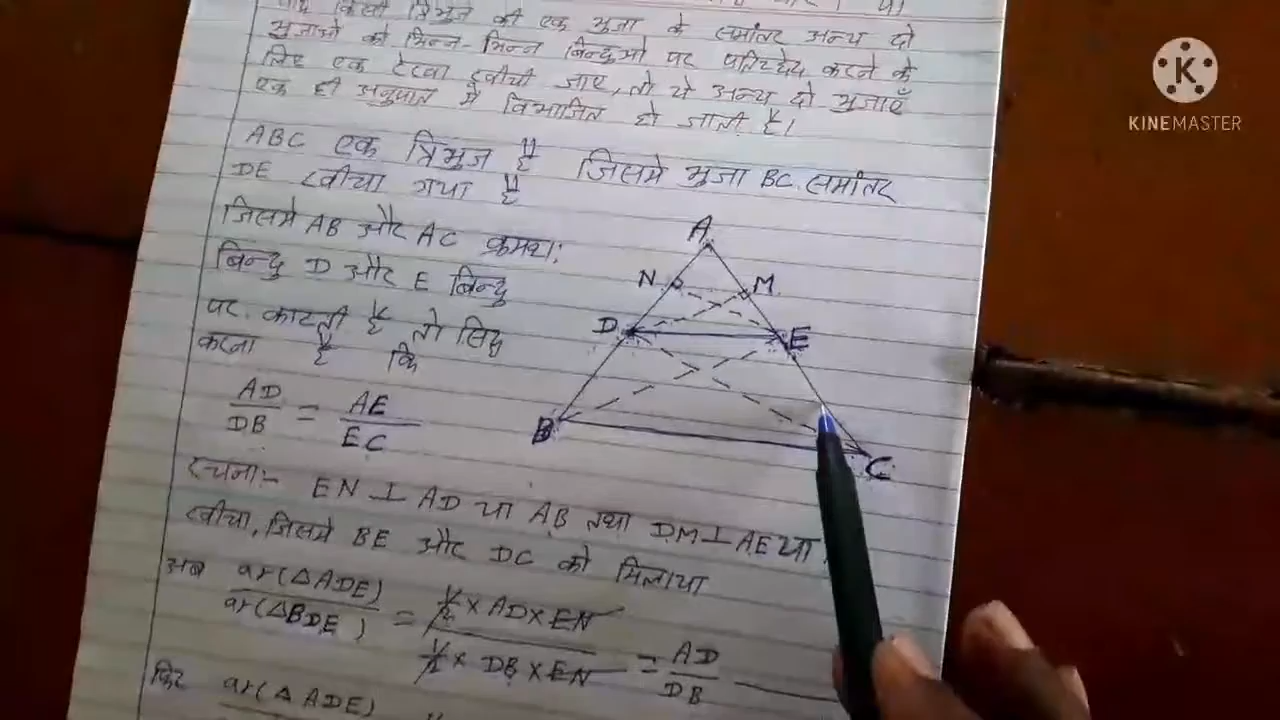 किसी त्रिभुज की एक भुजा के समांतर अन्य दो
भुजाओ को भिन्न-भिन्न बिन्दुओ पर प्रतिच्छेद करने के
लिए एक रेखा खींची जाए, तो ये अन्य दो भुजाएँ
एक ही अनुपात मे विभाजित हो जाती है।
ABC एक त्रिभुज है जिसमे भुजा BC समांतर
DE खीचा गया है
जिसमे AB और AC क्रमश:
बिन्दु D और E बिन्दु
पर काटती है तो सिद्ध
करना है कि
AD/DB = AE/EC
A
N
M
D
E
B
C
रचना:- EN ⊥ AD या AB तथा DM ⊥ AE या
खीचा, जिसमे BE और DC को मिलाया
अब ar(△ADE)/ar(△BDE) = 1/2 × AD × EN / 1/2 × DB × EN = AD/DB
फिर ar(△ADE)
KINEMASTER